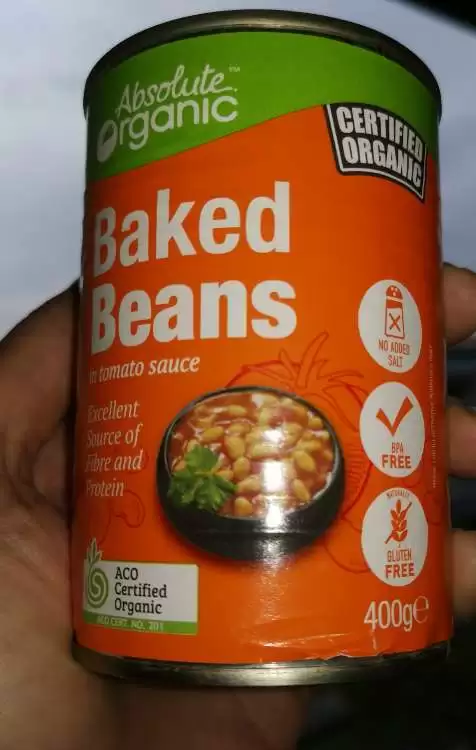 Absolute™
Organic
CERTIFIED
ORGANIC
Baked
Beans
in tomato sauce
Excellent
Source of
Fibre and
Protein
NO ADDED
SALT
BPA
FREE
NATURALLY
GLUTEN
FREE
ACO
Certified
Organic
ACO CERT. NO. 201
400g℮